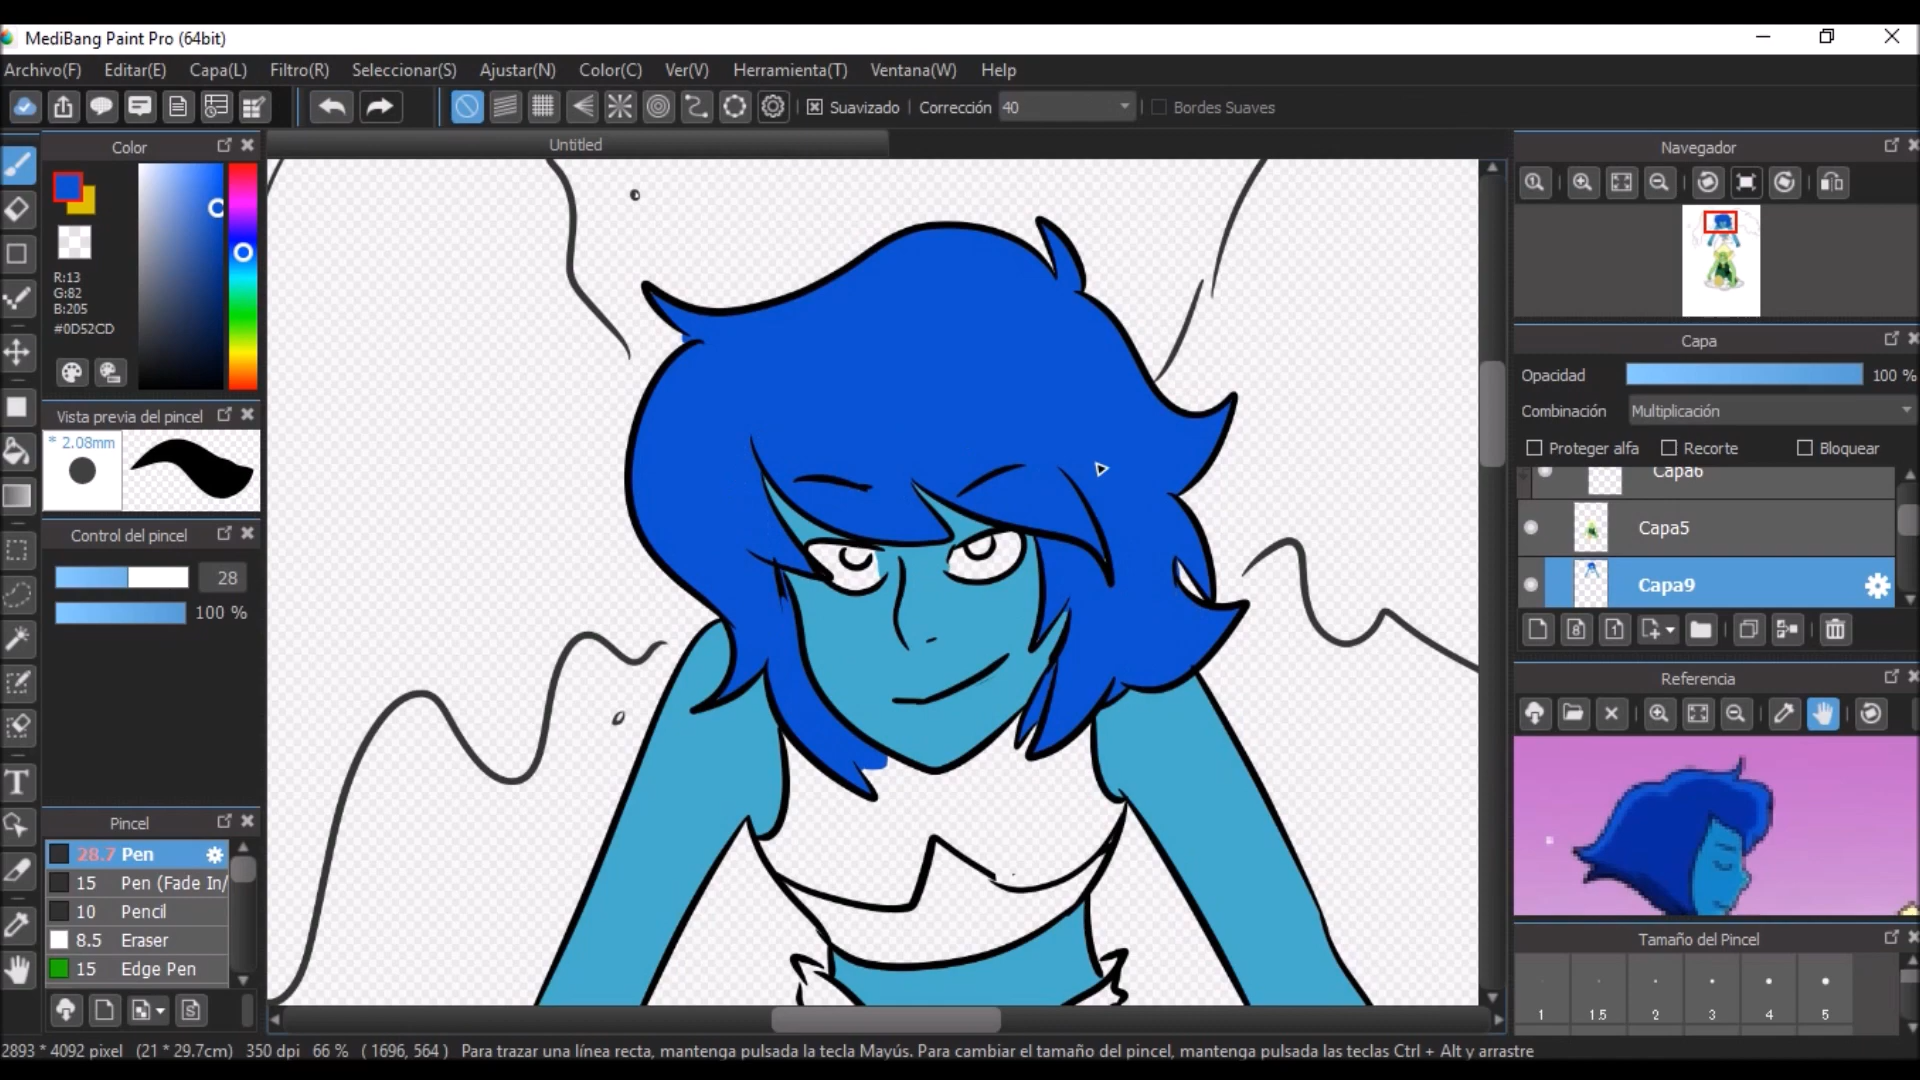 MediBang Paint Pro (64bit)
Archivo(F) Editar(E) Capa(L) Filtro(R) Seleccionar(S) Ajustar(N) Color(C) Ver(V) Herramienta(T) Ventana(W) Help
Suavizado Corrección 40 Bordes Suaves
Color
Untitled
Navegador
R:13
G:82
B:205
#0D52CD
Capa
Opacidad 100 %
Combinación Multiplicación
Proteger alfa Recorte Bloquear
Capa6
Capa5
Capa9
Vista previa del pincel
* 2.08mm
Control del pincel
28
100 %
Referencia
Pincel
28.7 Pen
15 Pen (Fade In/
10 Pencil
8.5 Eraser
15 Edge Pen
Tamaño del Pincel
1 1.5 2 3 4 5
2893 * 4092 pixel (21 * 29.7cm) 350 dpi 66 % ( 1696, 564 ) Para trazar una línea recta, mantenga pulsada la tecla Mayús. Para cambiar el tamaño del pincel, mantenga pulsada las teclas Ctrl + Alt y arrastre